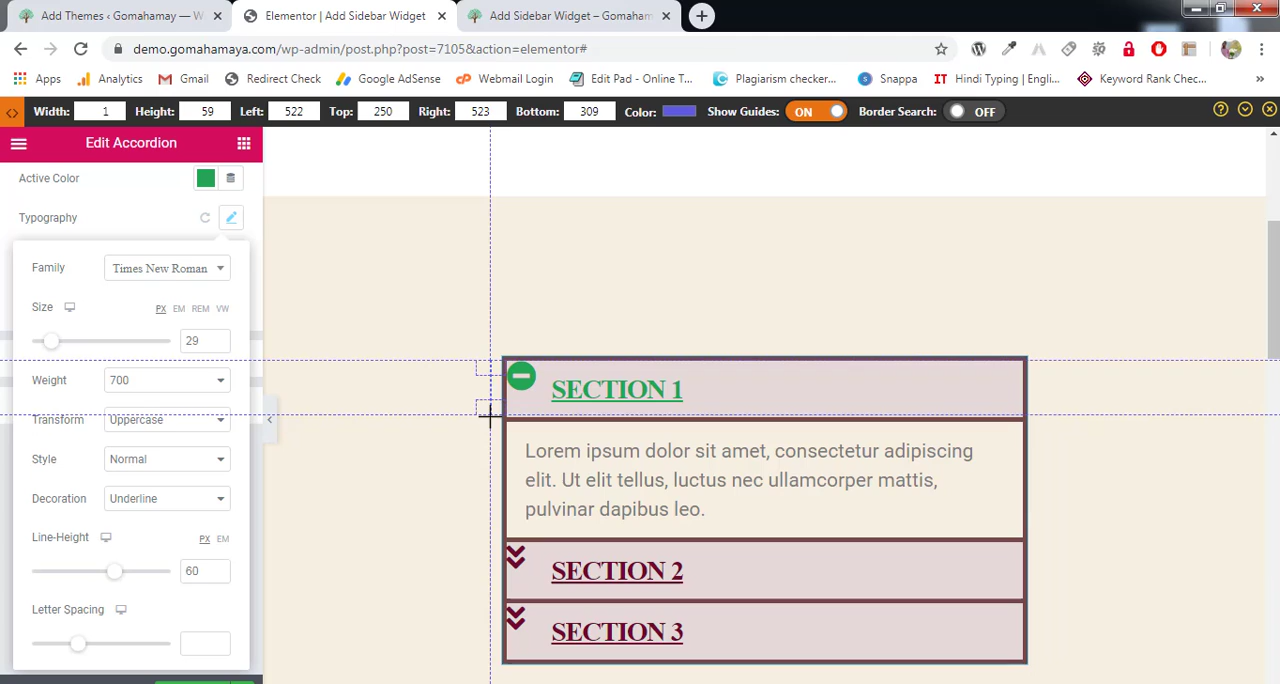 Add Themes ‹ Gomahamay — W
Elementor | Add Sidebar Widget
Add Sidebar Widget – Gomaham
demo.gomahamaya.com/wp-admin/post.php?post=7105&action=elementor#
Apps Analytics Gmail Redirect Check Google AdSense Webmail Login Edit Pad - Online T... Plagiarism checker... Snappa Hindi Typing | Engli... Keyword Rank Chec... »
Width: 1 Height: 59 Left: 522 Top: 250 Right: 523 Bottom: 309 Color: Show Guides: ON Border Search: OFF
Edit Accordion
Active Color
Typography
Family Times New Roman
Size PX EM REM VW
29
Weight 700
Transform Uppercase
Style Normal
Decoration Underline
Line-Height PX EM
60
Letter Spacing
SECTION 1
Lorem ipsum dolor sit amet, consectetur adipiscing
elit. Ut elit tellus, luctus nec ullamcorper mattis,
pulvinar dapibus leo.
SECTION 2
SECTION 3